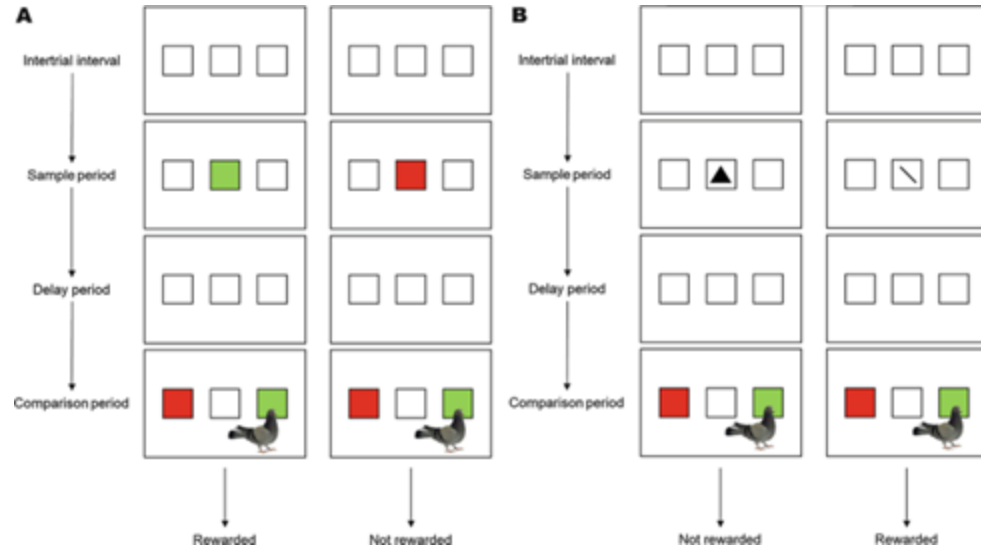 A
Intertrial interval
Sample period
Delay period
Comparison period
Rewarded
Not rewarded
B
Intertrial interval
Sample period
Delay period
Comparison period
Not rewarded
Rewarded